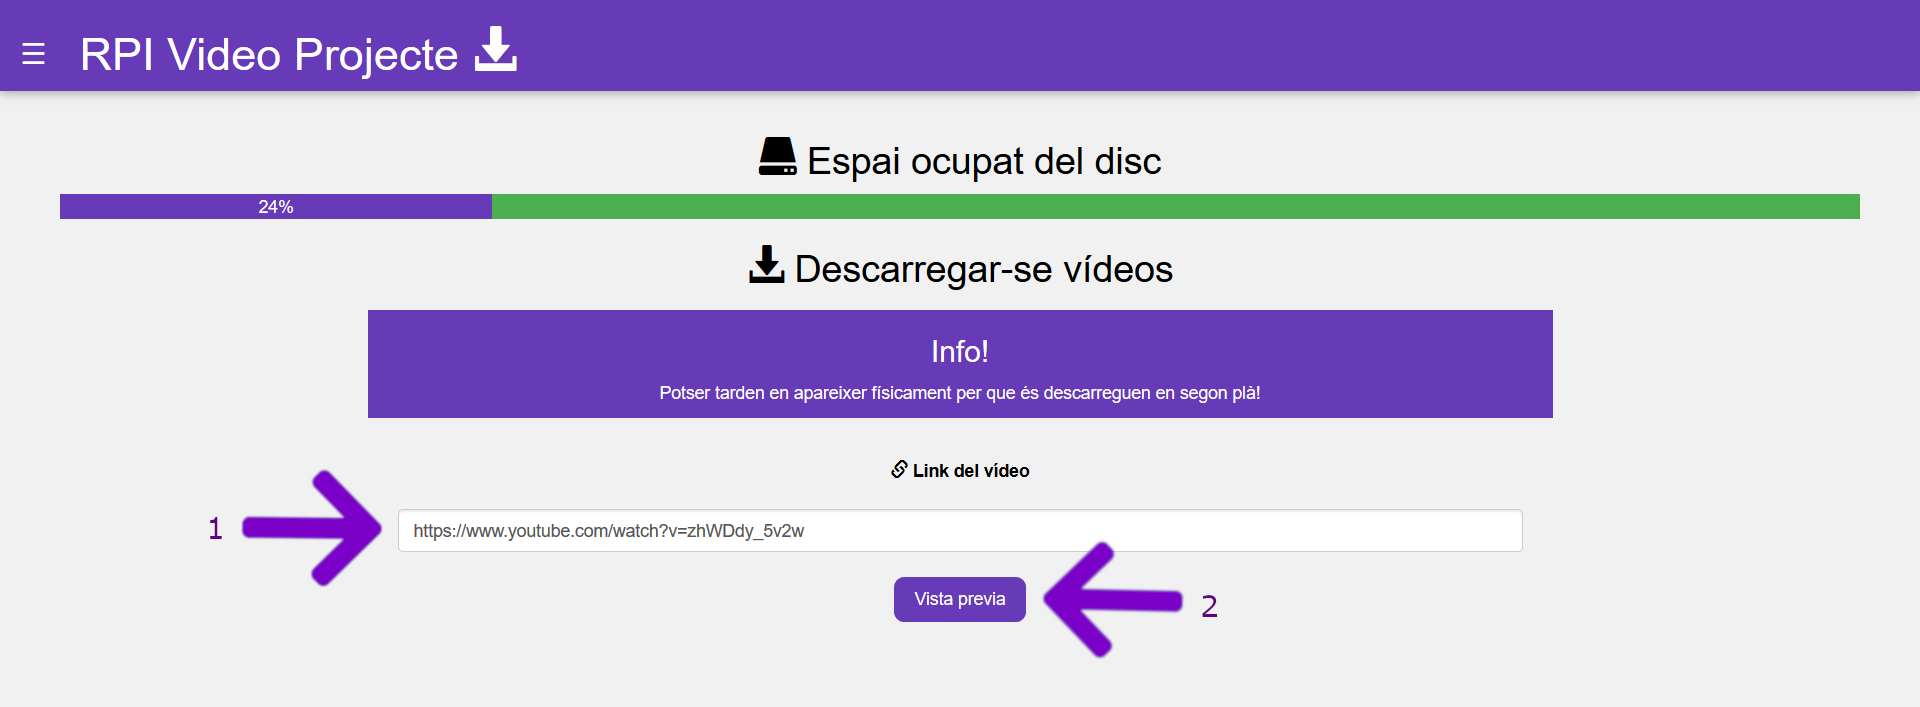 RPI Video Projecte
Espai ocupat del disc
24%
Descarregar-se vídeos
Info!
Potser tarden en apareixer físicament per que és descarreguen en segon plà!
Link del vídeo
1
https://www.youtube.com/watch?v=zhWDdy_5v2w
Vista previa
2